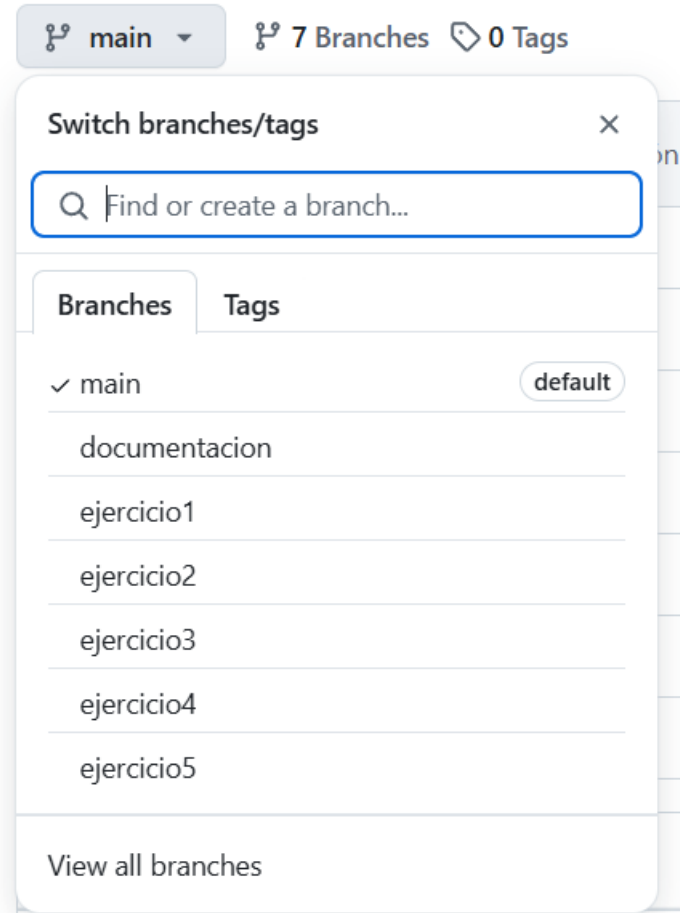 main 7 Branches 0 Tags
Switch branches/tags
Find or create a branch...
Branches Tags
main default
documentacion
ejercicio1
ejercicio2
ejercicio3
ejercicio4
ejercicio5
View all branches